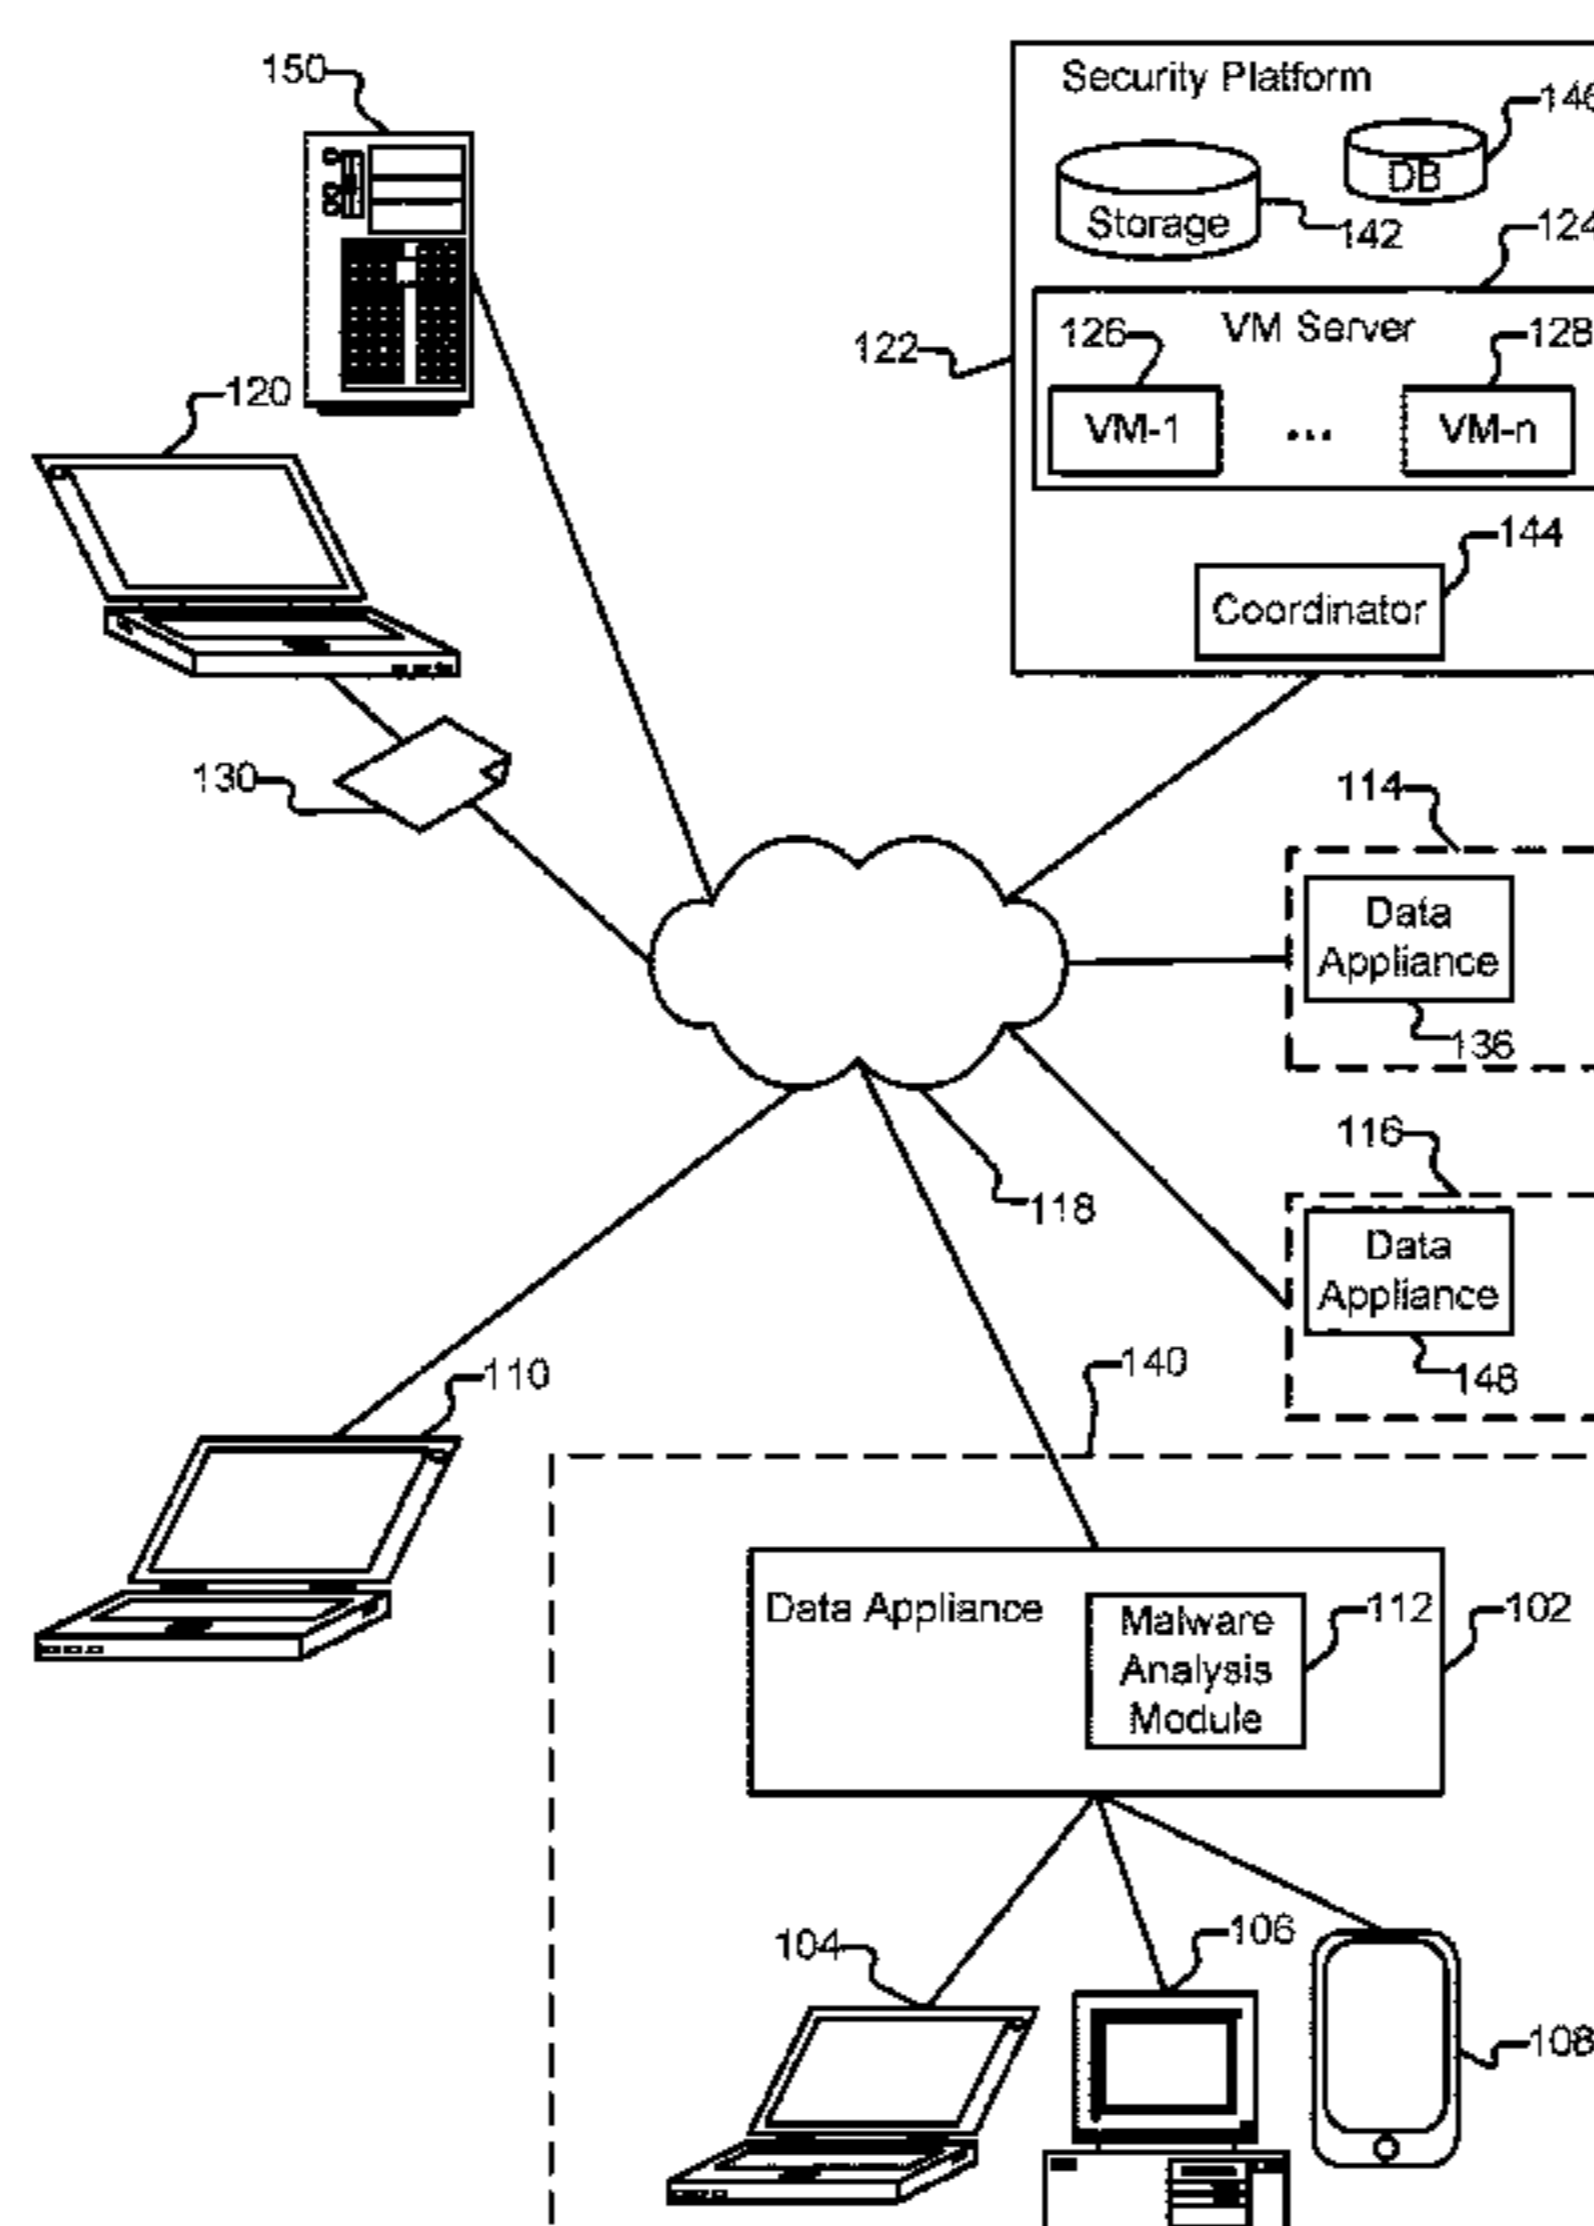 150
Security Platform
146
DB
Storage
142
124
122
126
VM Server
128
VM-1
...
VM-n
120
144
Coordinator
130
114
Data
Appliance
136
116
118
Data
Appliance
148
140
110
Data Appliance
Malware
Analysis
Module
112
102
104
106
108